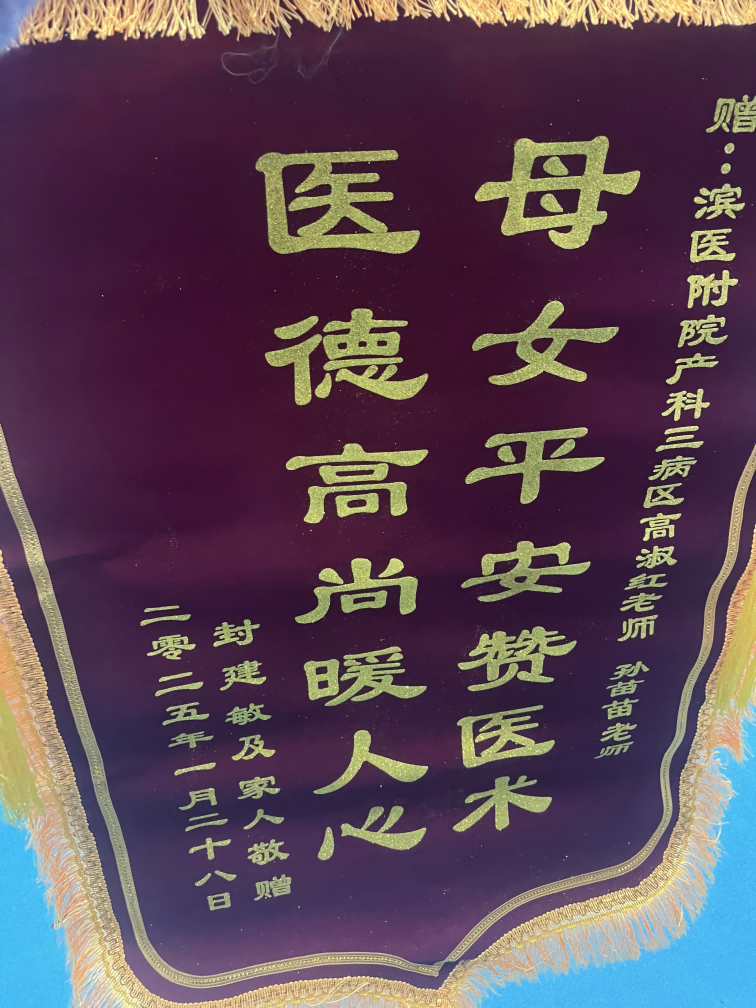 赠：滨医附院产科三病区高淑红老师 孙苗苗老师
母女平安赞医术
医德高尚暖人心
封建敏及家人敬赠
二零二五年一月二十八日